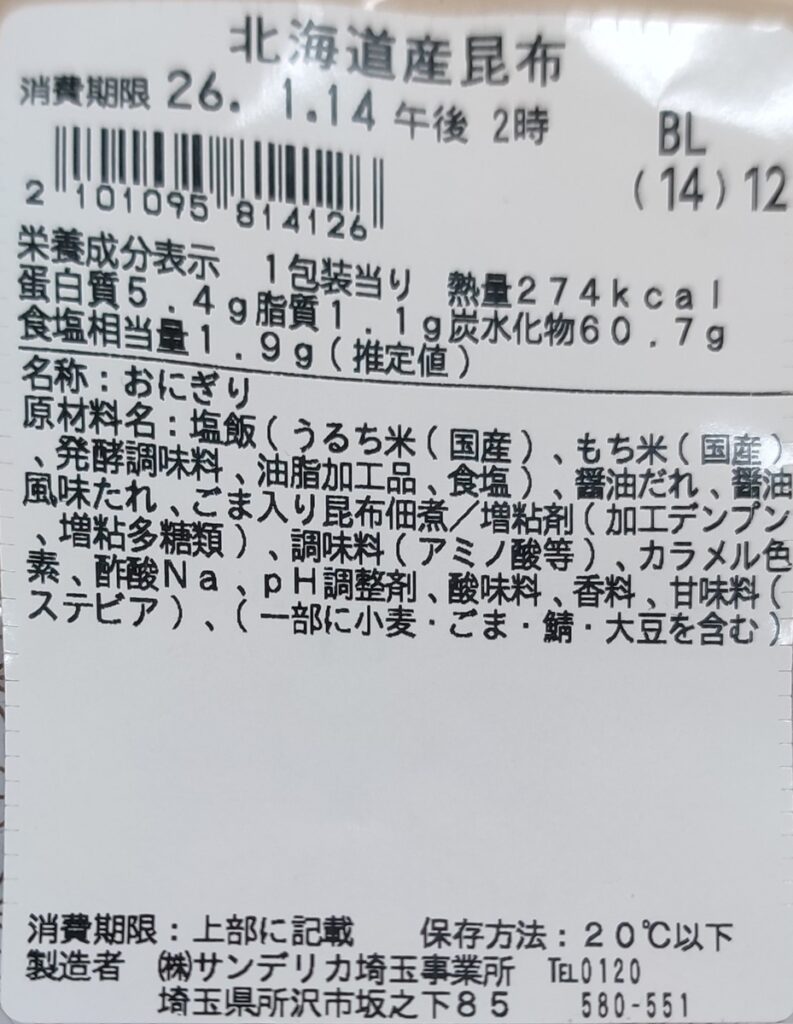 北海道産昆布
消費期限 26. 1.14 午後 2時
BL
(14)12
2 101095 814126
栄養成分表示 1包装当り 熱量274kcal
蛋白質5.4g脂質1.1g炭水化物60.7g
食塩相当量1.9g(推定値)
名称:おにぎり
原材料名:塩飯(うるち米(国産)、もち米(国産)
、発酵調味料、油脂加工品、食塩)、醤油だれ、醤油
風味たれ、ごま入り昆布佃煮/増粘剤(加工デンプン
、増粘多糖類)、調味料(アミノ酸等)、カラメル色
素、酢酸Na、pH調整剤、酸味料、香料、甘味料(
ステビア)、(一部に小麦・ごま・鯖・大豆を含む)
消費期限:上部に記載 保存方法:20℃以下
製造者 ㈱サンデリカ埼玉事業所 TEL0120
埼玉県所沢市坂之下85 580-551